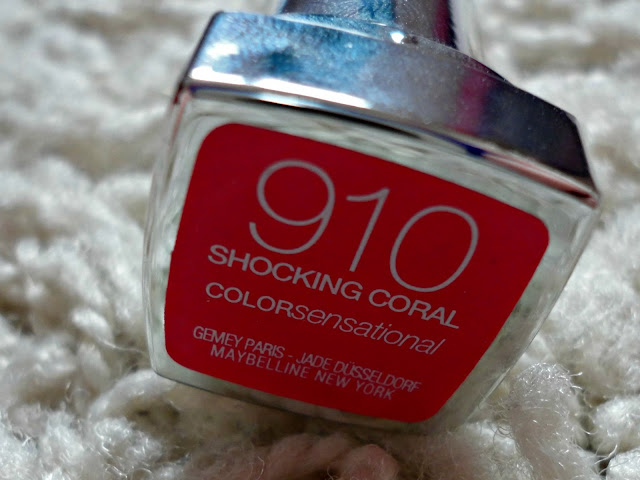 910
SHOCKING CORAL
COLORsensational
GEMEY PARIS - JADE DÜSSELDORF
MAYBELLINE NEW YORK